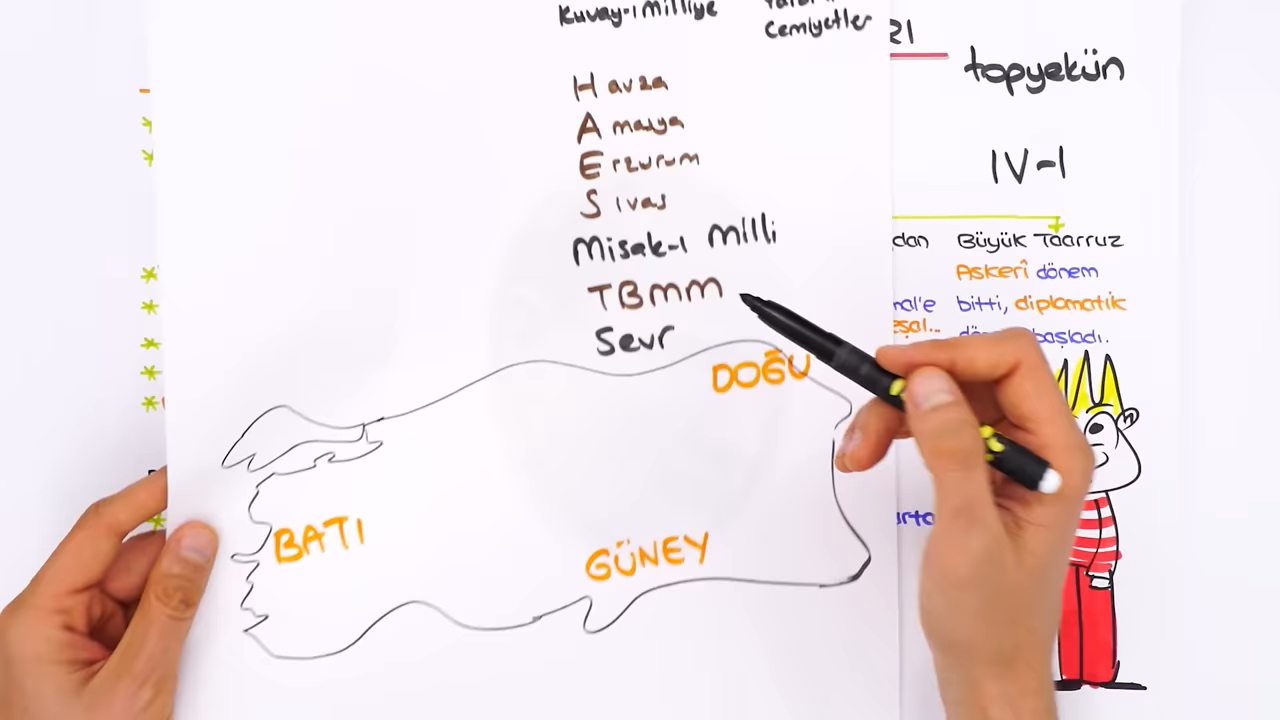 Kuvay-ı Milliye
Cemiyetler
Havza
Amasya
Erzurum
Sivas
Misak-ı Milli
TBMM
Sevr
DOĞU
BATI
GÜNEY
topyekün
IV-I
Büyük Taarruz
Askerî dönem
bitti, diplomatik
başladı.